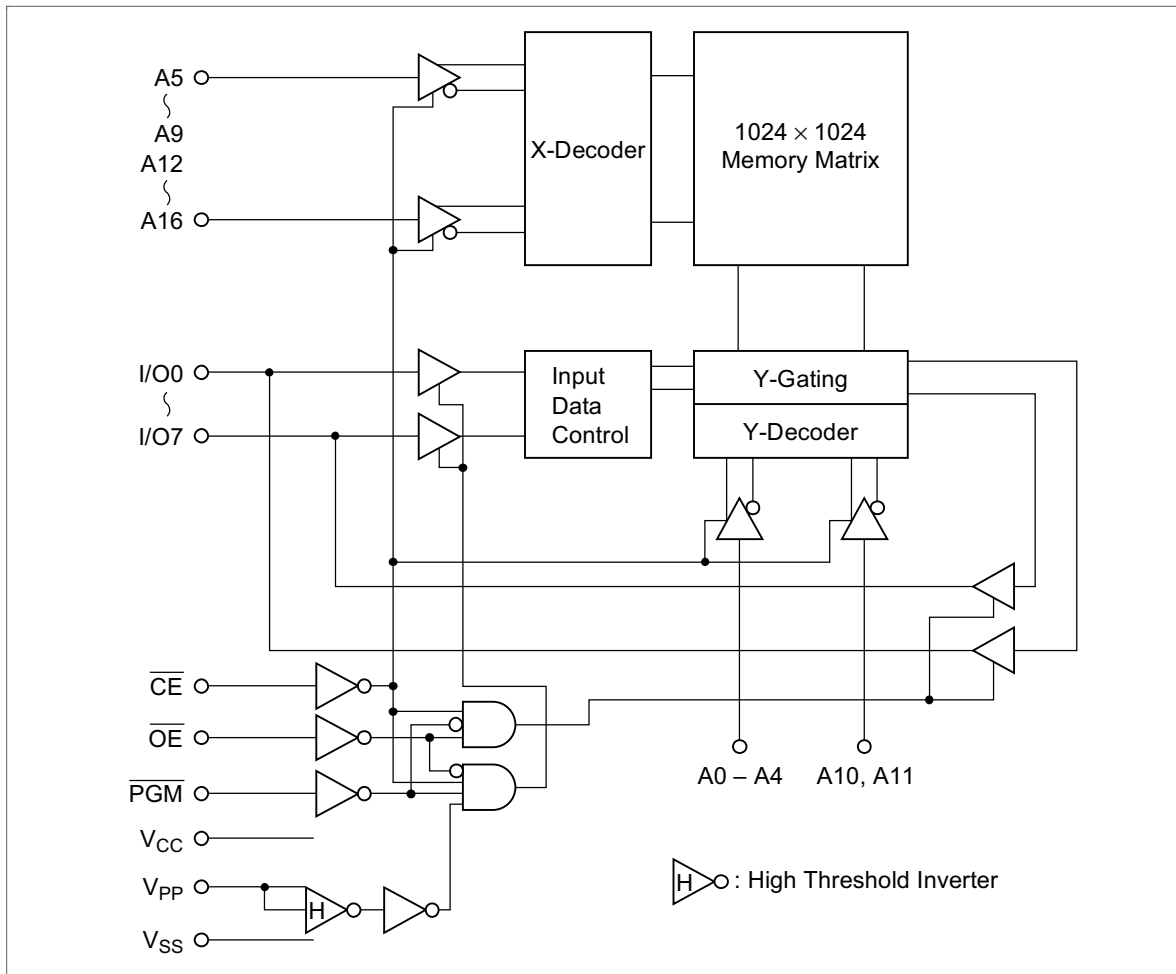 A5
A9
A12
A16
X-Decoder
1024 × 1024
Memory Matrix
I/O0
I/O7
Input
Data
Control
Y-Gating
Y-Decoder
CE
OE
PGM
A0 – A4
A10, A11
VCC
VPP
H
VSS
H : High Threshold Inverter